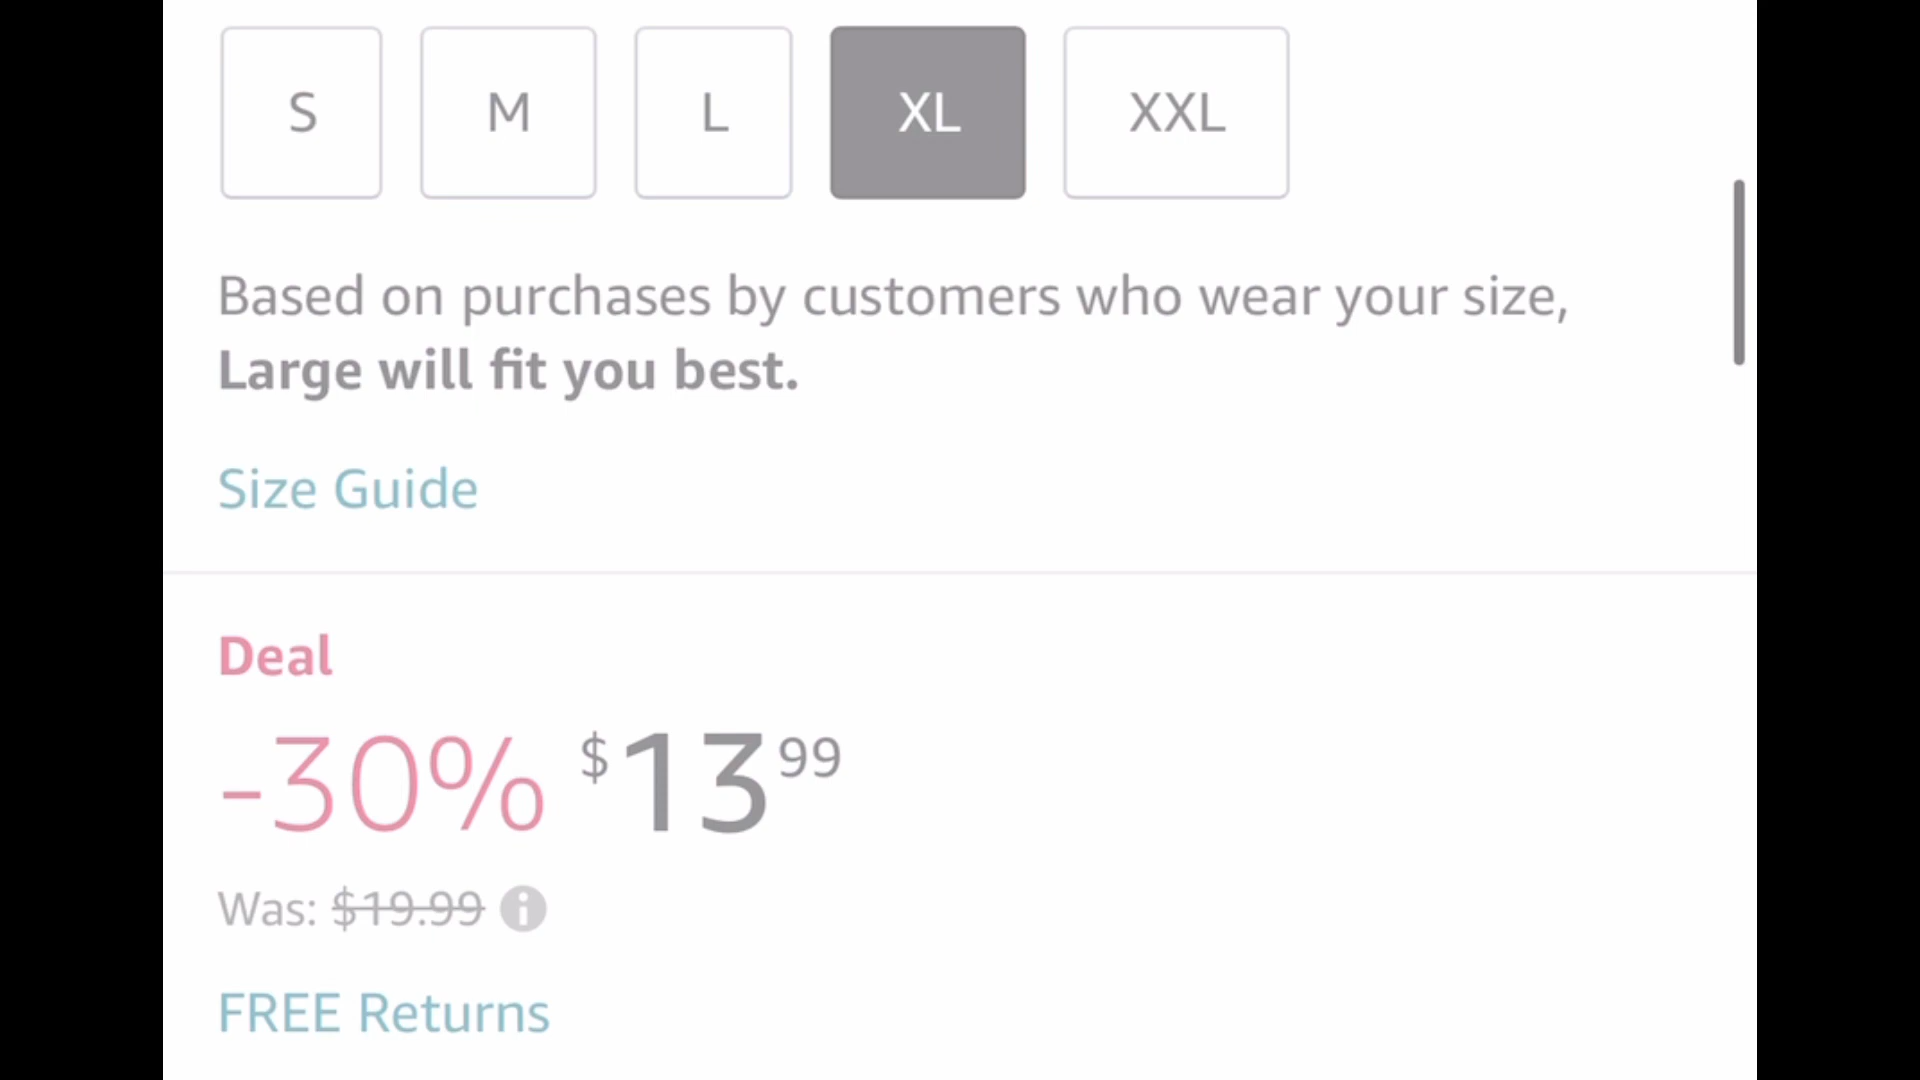 S M L XL XXL
Based on purchases by customers who wear your size,
Large will fit you best.
Size Guide
Deal
-30% $13.99
Was: $19.99
FREE Returns